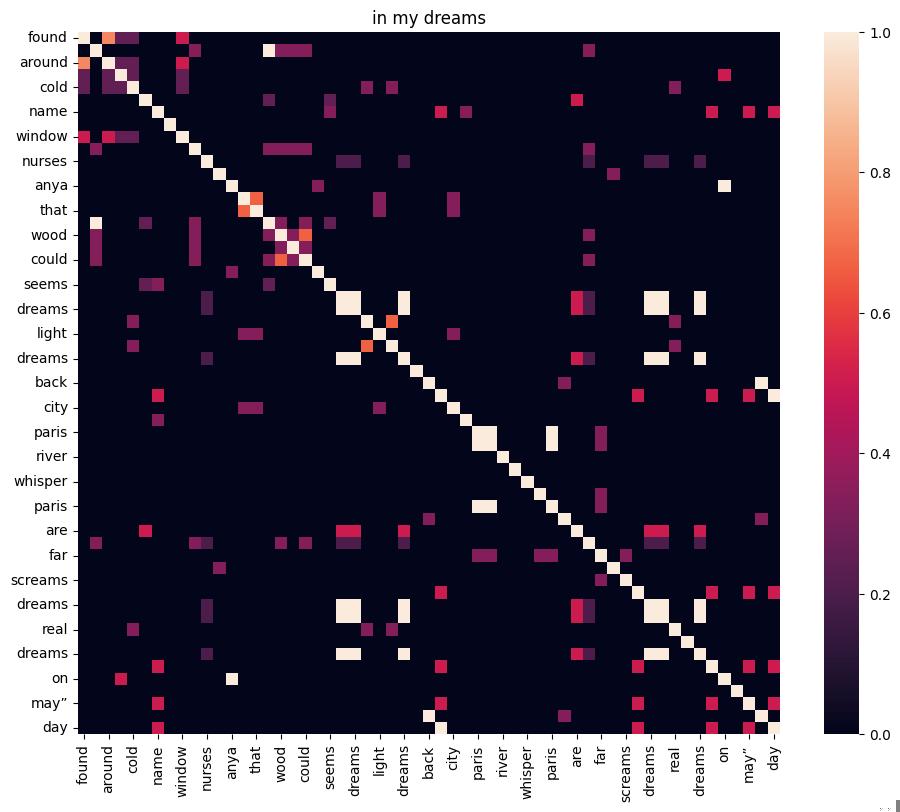 in my dreams
found
around
cold
name
window
nurses
anya
that
wood
could
seems
dreams
light
dreams
back
city
paris
river
whisper
paris
are
far
screams
dreams
real
dreams
on
may”
day
found
around
cold
name
window
nurses
anya
that
wood
could
seems
dreams
light
dreams
back
city
paris
river
whisper
paris
are
far
screams
dreams
real
dreams
on
may”
day
1.0
0.8
0.6
0.4
0.2
0.0